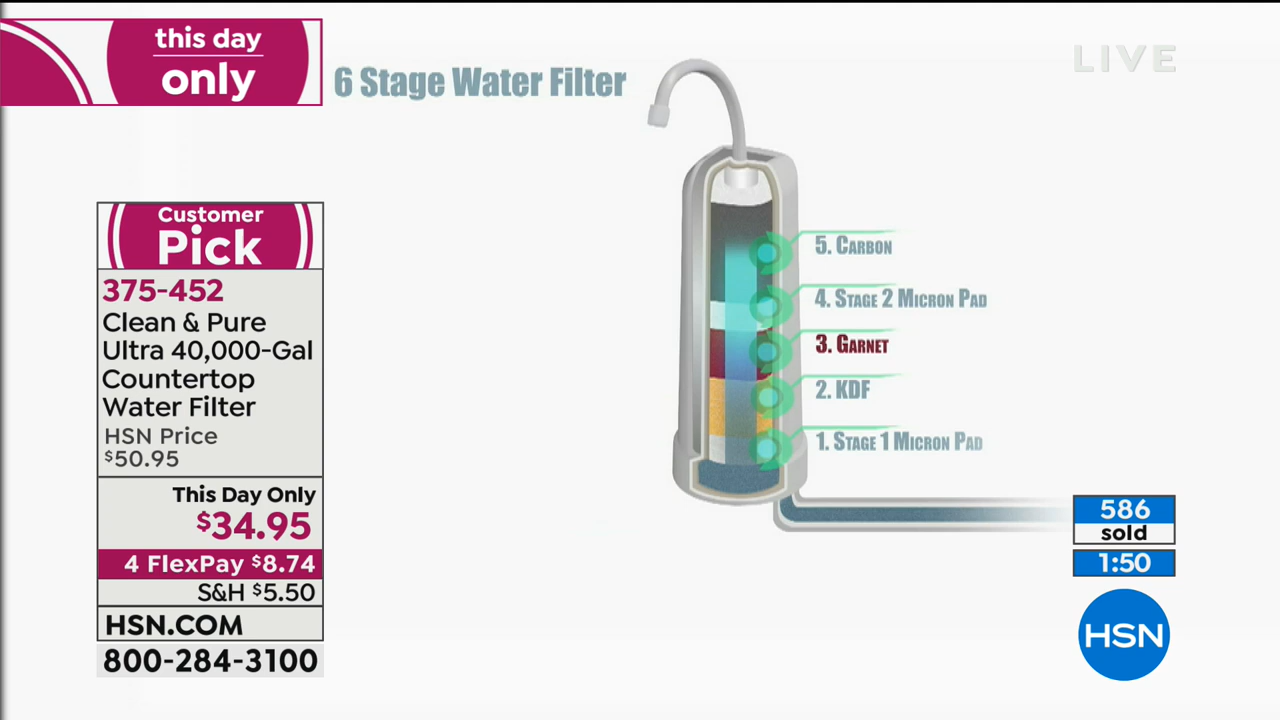 this day
only
6 Stage Water Filter
LIVE
Customer
Pick
375-452
Clean & Pure
Ultra 40,000-Gal
Countertop
Water Filter
HSN Price
$50.95
This Day Only
$34.95
4 FlexPay $8.74
S&H $5.50
HSN.COM
800-284-3100
5. Carbon
4. Stage 2 Micron Pad
3. Garnet
2. KDF
1. Stage 1 Micron Pad
586
sold
1:50
HSN